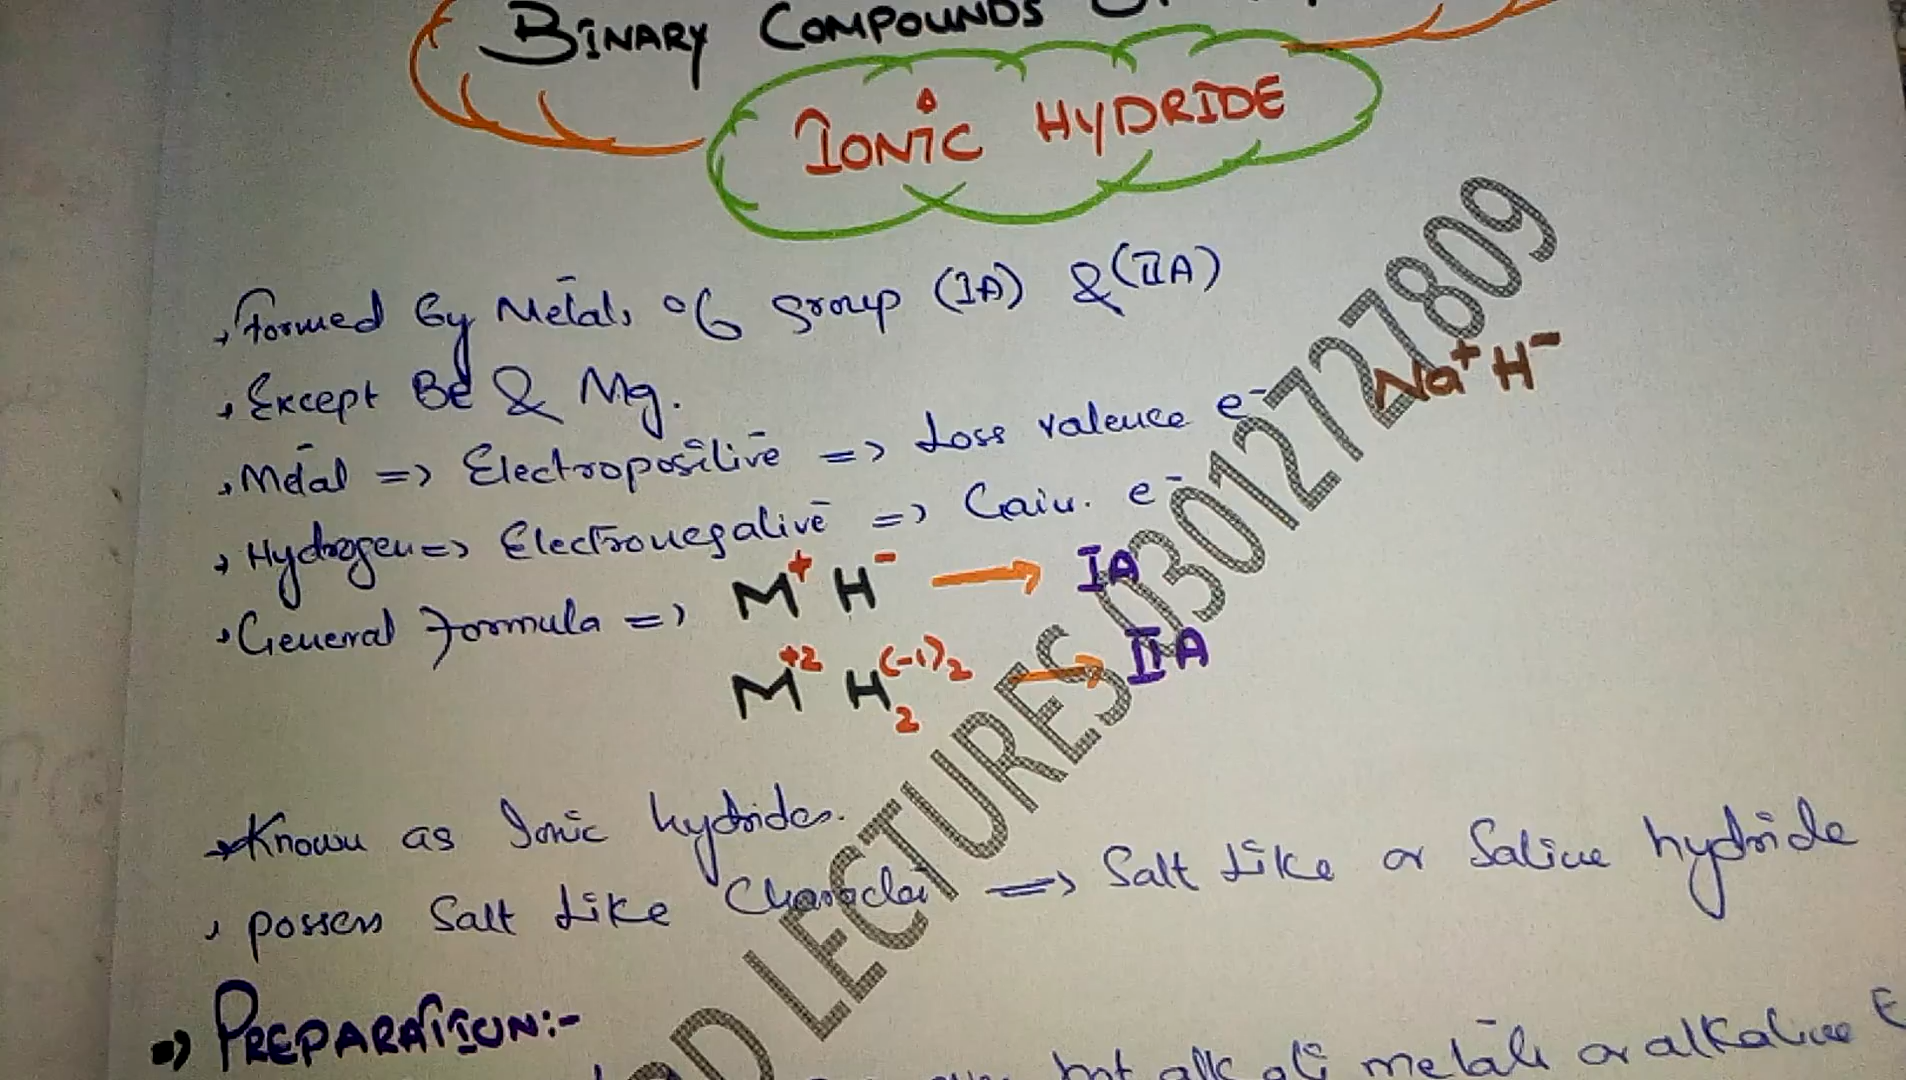 BINARY COMPOUNDS
IONIC HYDRIDE
Formed by Metals of group (IA) & (IIA)
Except Be & Mg.
Metal => Electropositive => Loss valence e⁻
Na⁺H⁻
Hydrogen => Electronegative => Gain. e⁻
General Formula => M⁺H⁻ → IA
M⁺² H₂⁽⁻¹⁾² → IIA
Known as Ionic hydrides.
possess Salt Like Character => Salt Like or Saline hydride
=> PREPARATION:-
hot alkali metals or alkaline E
LECTURES 03012727809